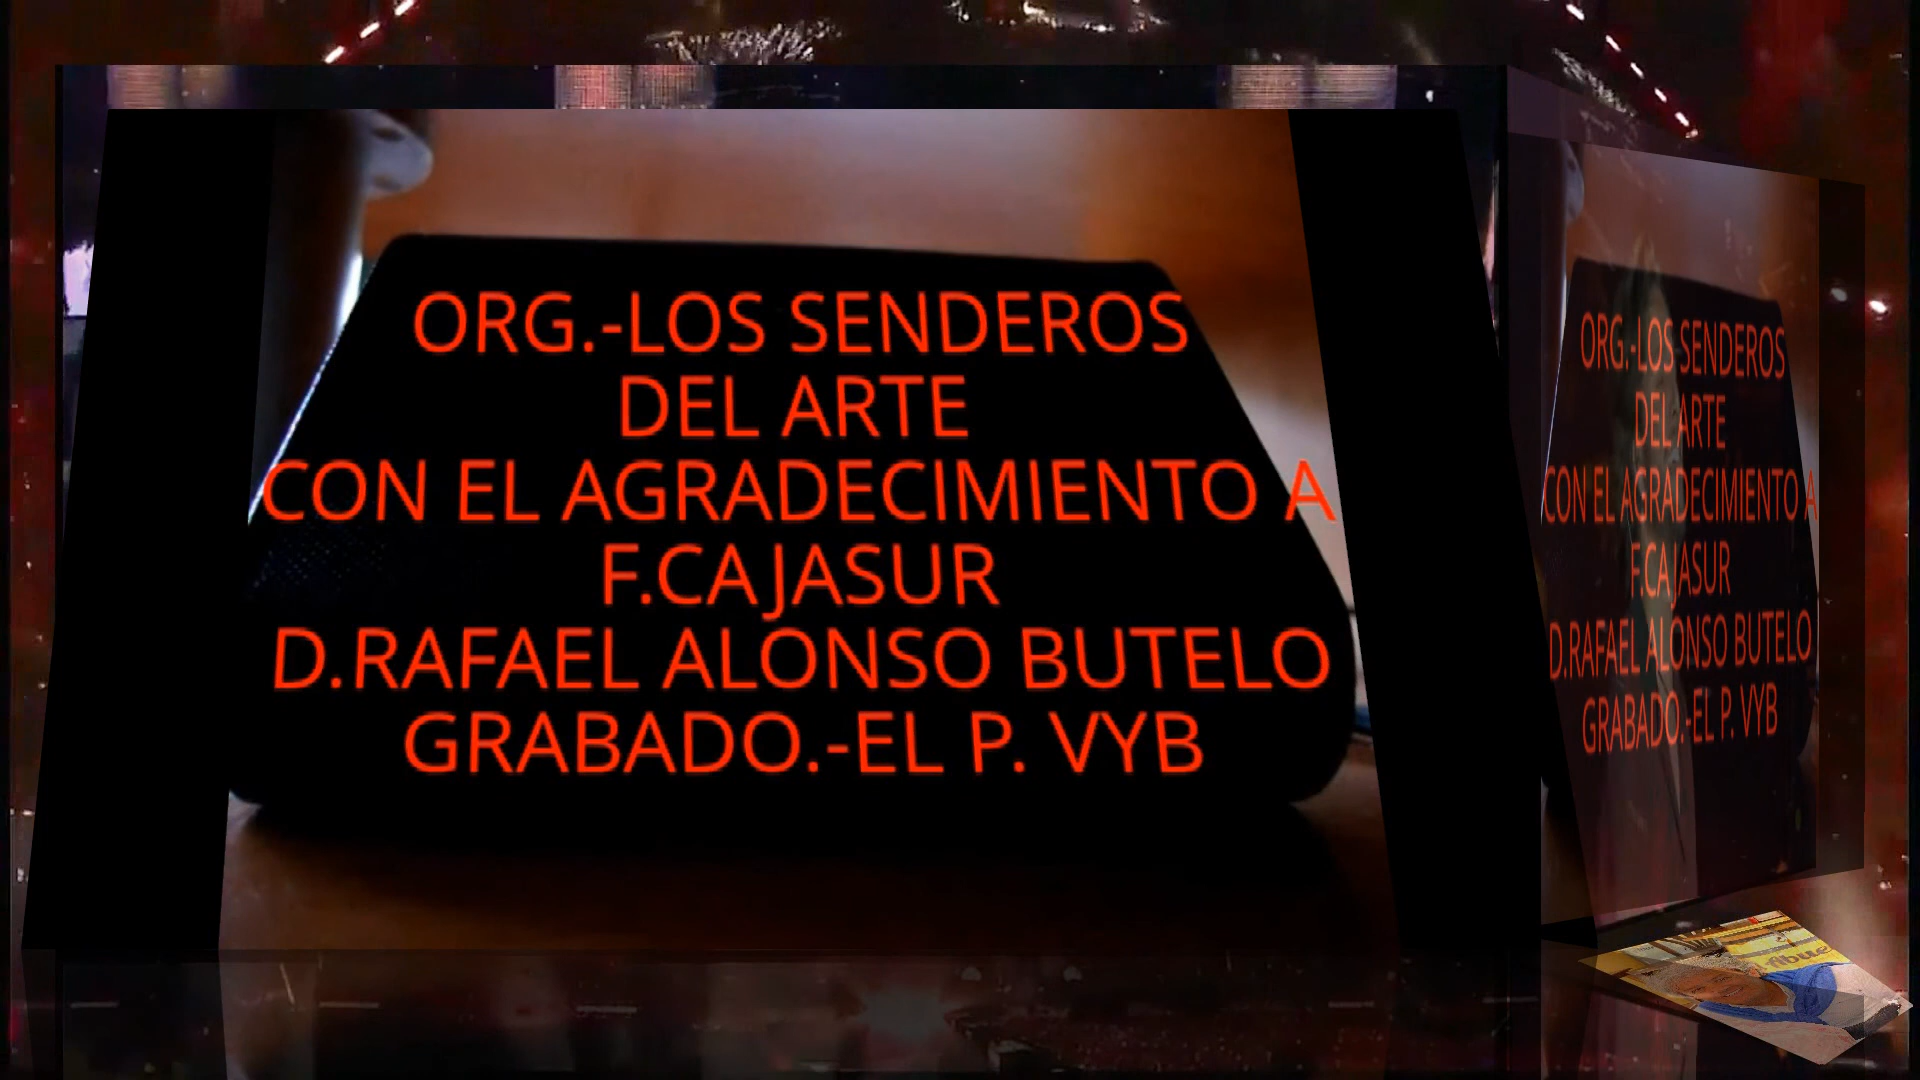 ORG.-LOS SENDEROS
DEL ARTE
CON EL AGRADECIMIENTO A
F.CAJASUR
D.RAFAEL ALONSO BUTELO
GRABADO.-EL P. VYB
ORG.-LOS SENDEROS
DEL ARTE
CON EL AGRADECIMIENTO A
F.CAJASUR
D.RAFAEL ALONSO BUTELO
GRABADO.-EL P. VYB